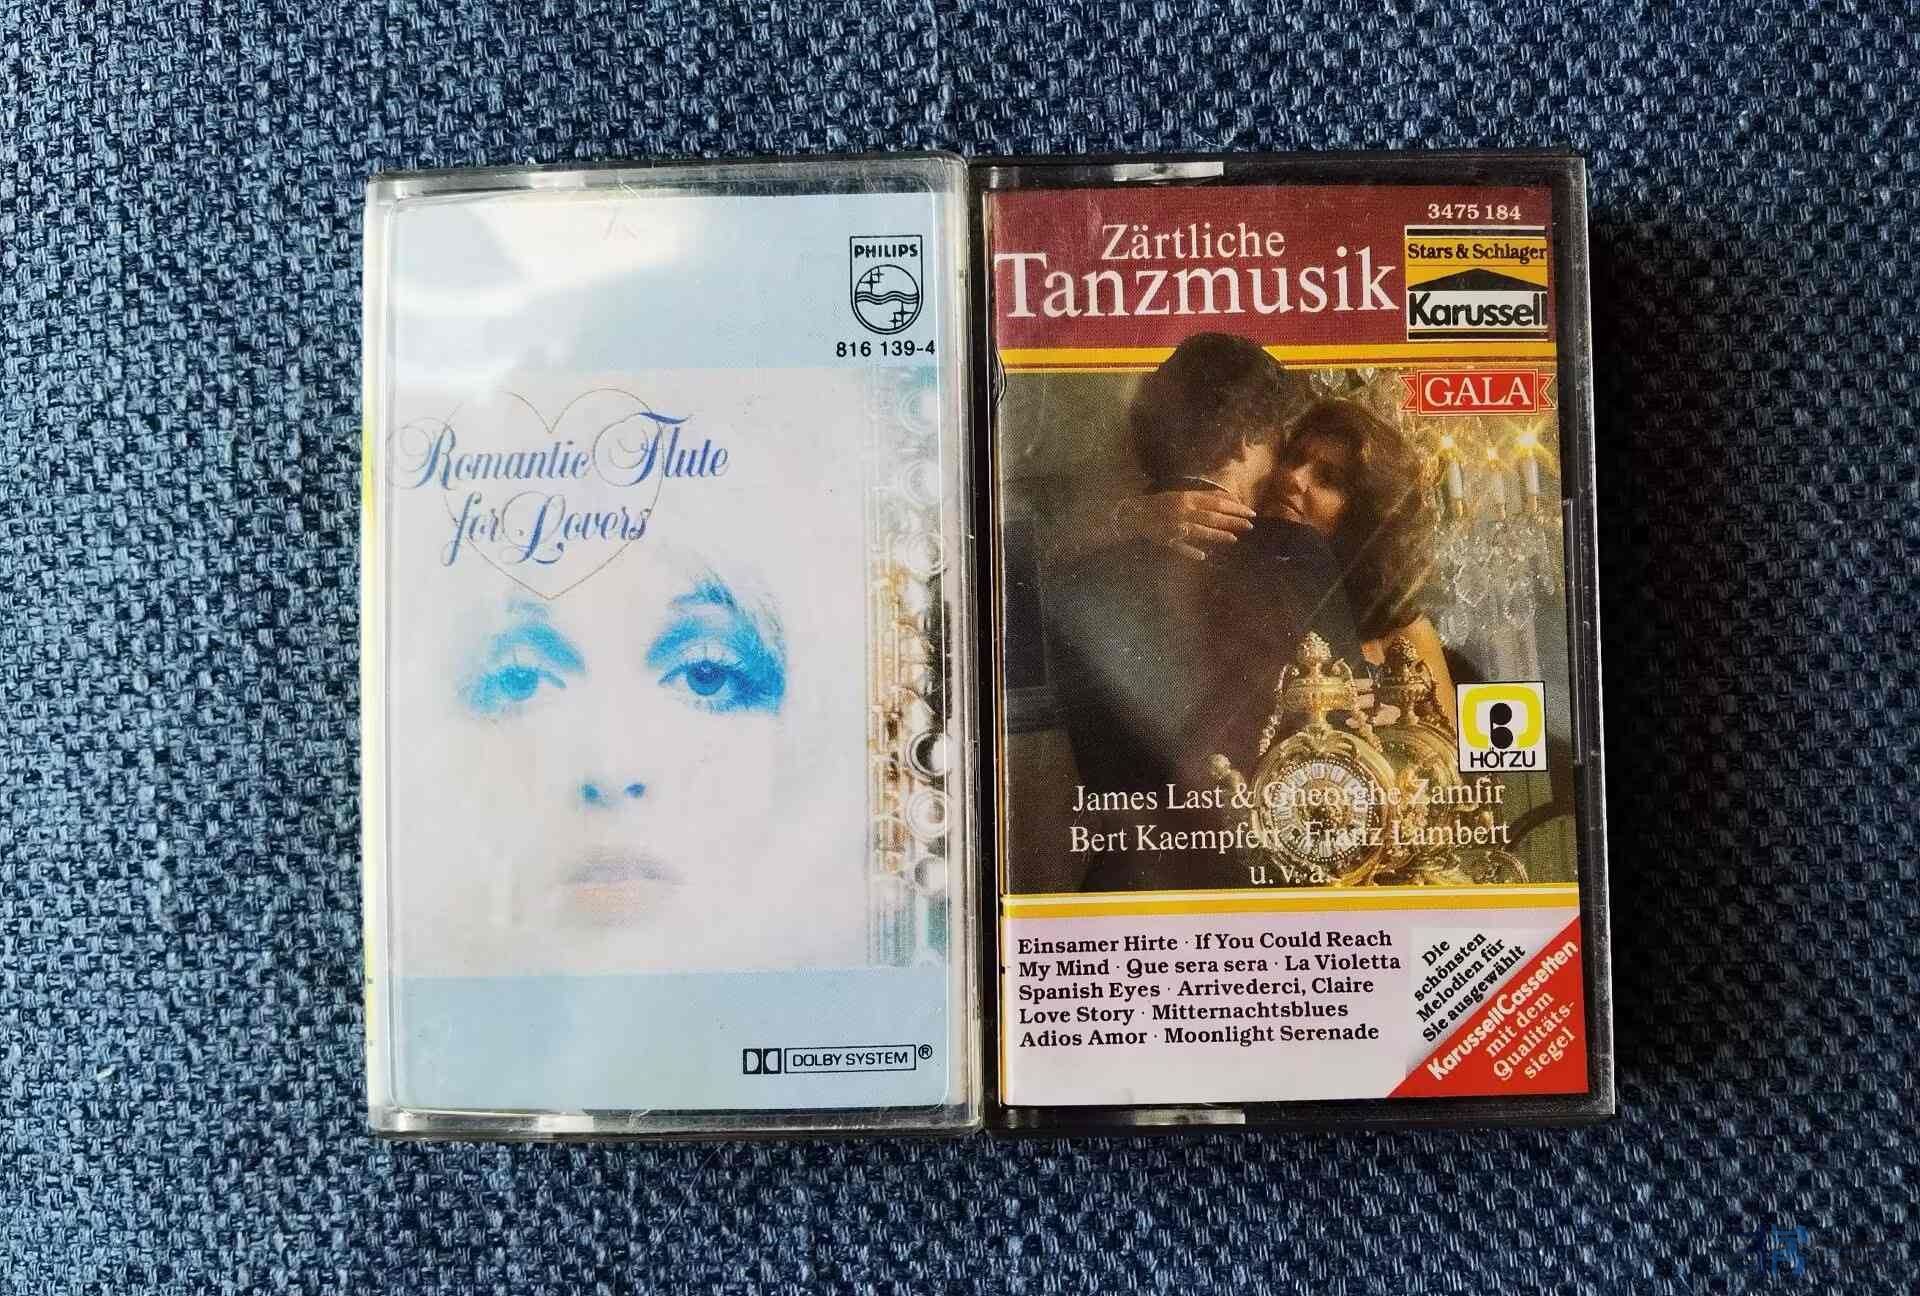 PHILIPS
816 139-4
Romantic Flute
for Lovers
DOLBY SYSTEM®
3475 184
Zärtliche
Tanzmusik
Stars & Schlager
Karussell
GALA
HÖRZU
James Last & Gheorghe Zamfir
Bert Kaempfert · Franz Lambert
u. v. a.
Einsamer Hirte · If You Could Reach
My Mind · Que sera sera · La Violetta
Spanish Eyes · Arrivederci, Claire
Love Story · Mitternachtsblues
Adios Amor · Moonlight Serenade
Die
schönsten
Melodien für
Sie ausgewählt
KarussellCassetten
mit dem
Qualitäts-
siegel